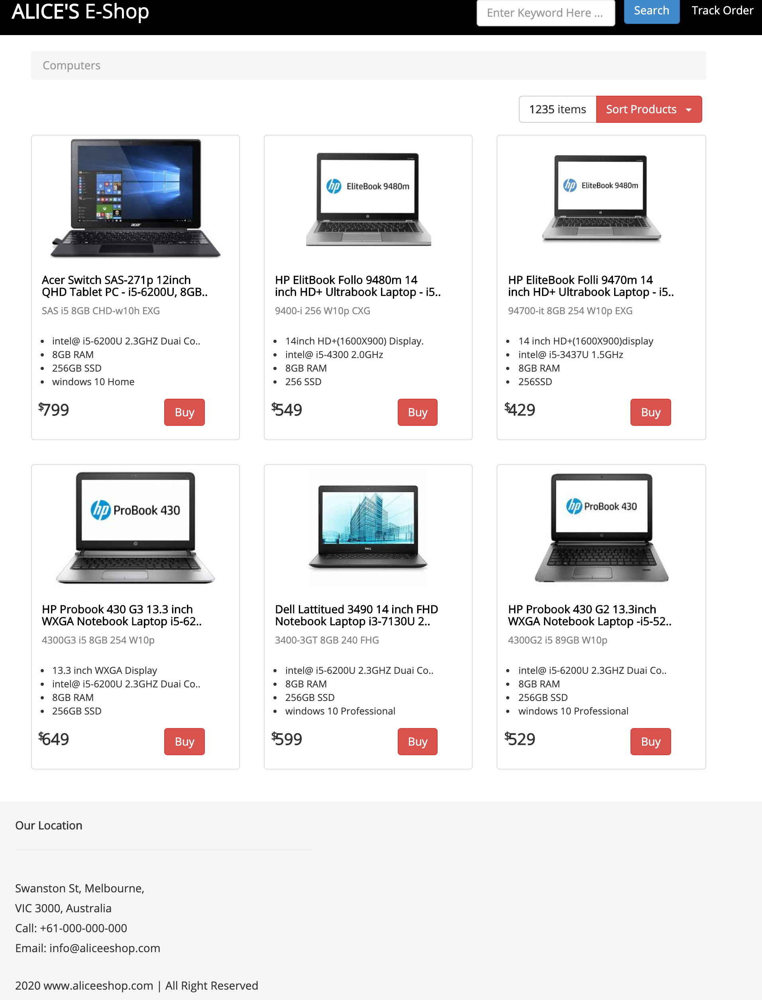 ALICE'S E-Shop
Enter Keyword Here ...
Search
Track Order
Computers
1235 items
Sort Products
acer
hp EliteBook 9480m
hp EliteBook 9480m
Acer Switch SAS-271p 12inch
QHD Tablet PC - i5-6200U, 8GB..
SAS i5 8GB CHD-w10h EXG
intel@ i5-6200U 2.3GHZ Duai Co..
8GB RAM
256GB SSD
windows 10 Home
$799
Buy
HP ElitBook Follo 9480m 14
inch HD+ Ultrabook Laptop - i5..
9400-i 256 W10p CXG
14inch HD+(1600X900) Display.
intel@ i5-4300 2.0GHz
8GB RAM
256 SSD
$549
Buy
HP EliteBook Folli 9470m 14
inch HD+ Ultrabook Laptop - i5..
94700-it 8GB 254 W10p EXG
14 inch HD+(1600X900)display
intel@ i5-3437U 1.5GHz
8GB RAM
256SSD
$429
Buy
hp ProBook 430
DELL
hp ProBook 430
HP Probook 430 G3 13.3 inch
WXGA Notebook Laptop i5-62..
4300G3 i5 8GB 254 W10p
13.3 inch WXGA Display
intel@ i5-6200U 2.3GHZ Duai Co..
8GB RAM
256GB SSD
$649
Buy
Dell Lattitued 3490 14 inch FHD
Notebook Laptop i3-7130U 2..
3400-3GT 8GB 240 FHG
intel@ i5-6200U 2.3GHZ Duai Co..
8GB RAM
256GB SSD
windows 10 Professional
$599
Buy
HP Probook 430 G2 13.3inch
WXGA Notebook Laptop -i5-52..
4300G2 i5 89GB W10p
intel@ i5-6200U 2.3GHZ Duai Co..
8GB RAM
256GB SSD
windows 10 Professional
$529
Buy
Our Location
Swanston St, Melbourne,
VIC 3000, Australia
Call: +61-000-000-000
Email: info@aliceeshop.com
2020 www.aliceeshop.com | All Right Reserved